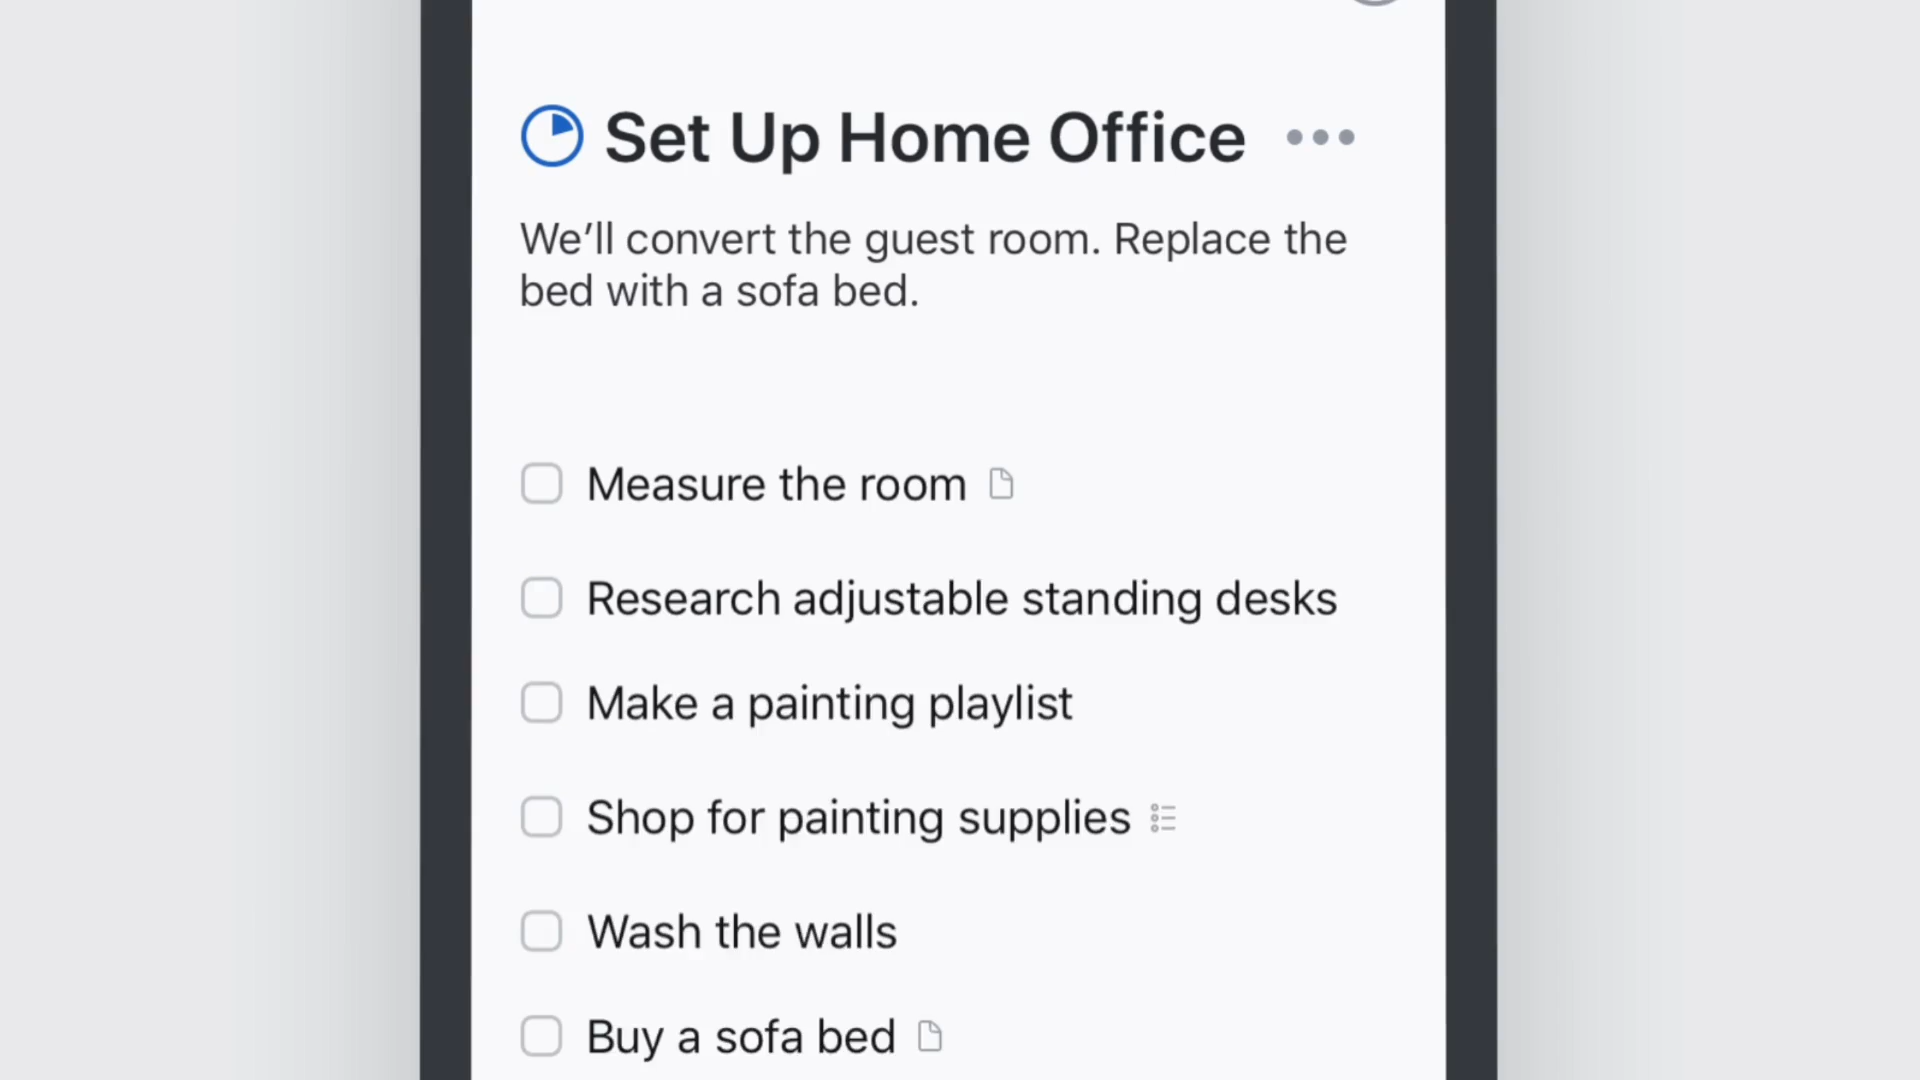 Set Up Home Office
We’ll convert the guest room. Replace the
bed with a sofa bed.
Measure the room
Research adjustable standing desks
Make a painting playlist
Shop for painting supplies
Wash the walls
Buy a sofa bed